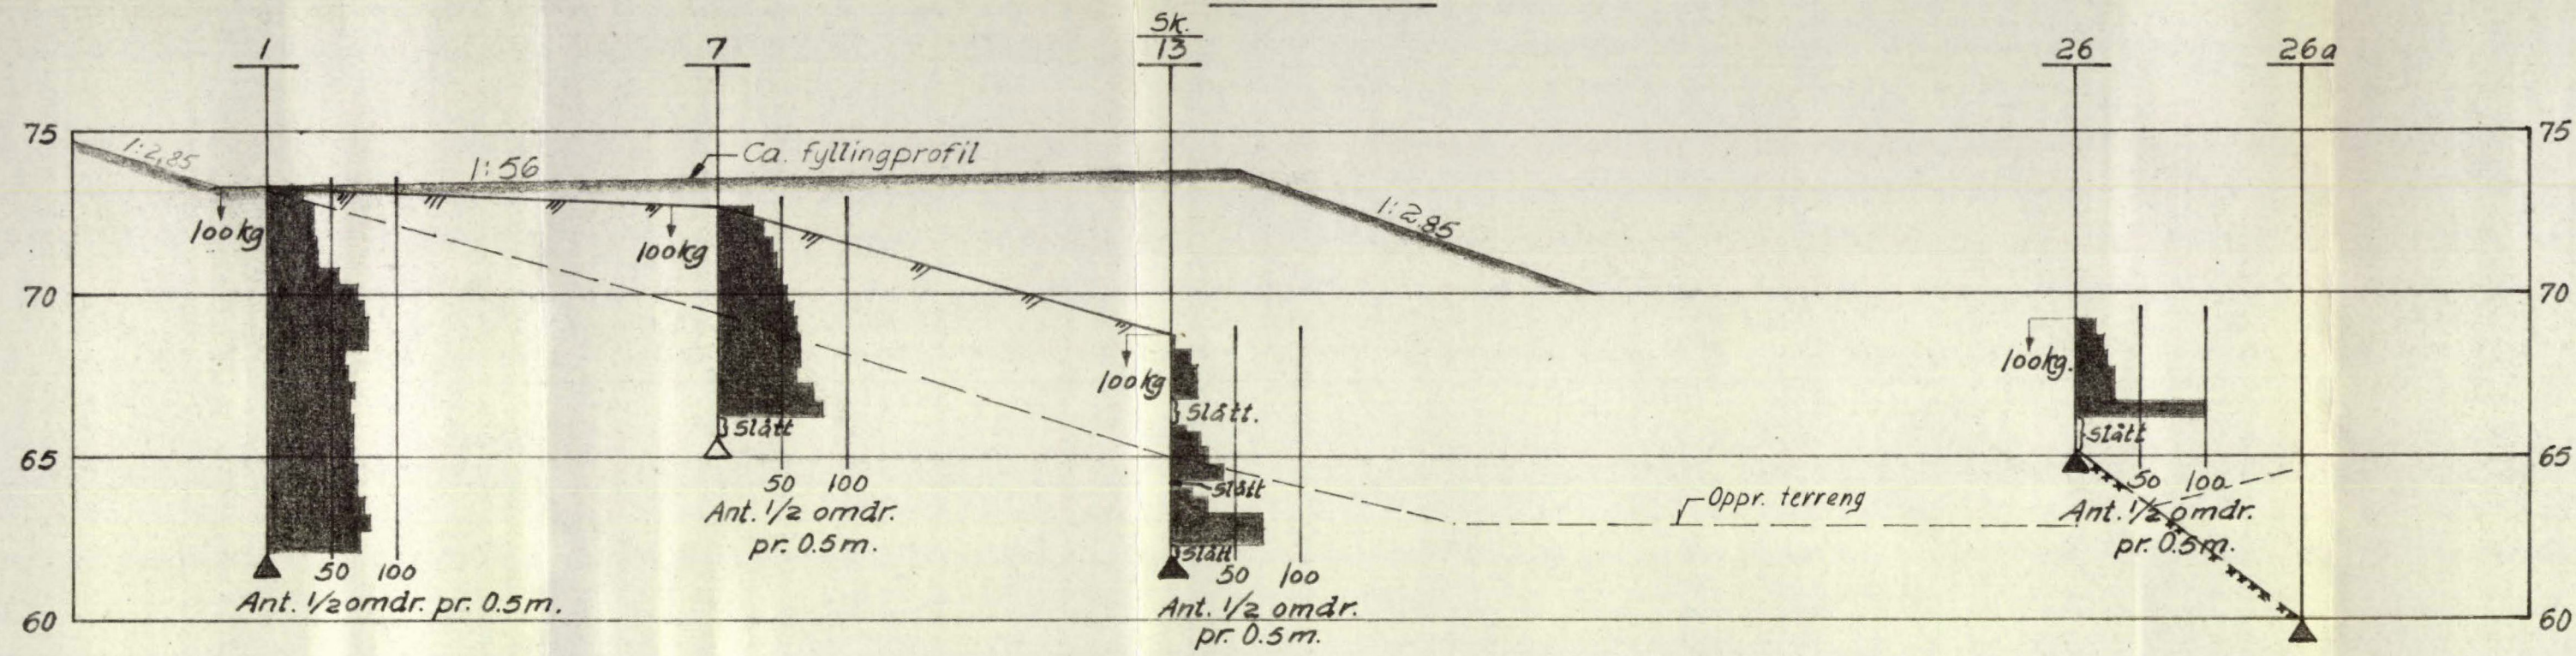 1
7
Sk.
13
26
26a
75
75
1:2,85
1:56
Ca. fyllingprofil
1:2.85
100kg
100kg
100kg
100kg.
70
70
Slått.
Slått
Slått
Slått
Slått
65
65
50 100
Ant. 1/2 omdr.
pr. 0.5m.
50 100
Ant. 1/2 omdr.
pr. 0.5m.
Oppr. terreng
50 100
Ant. 1/2 omdr. pr. 0.5m.
50 100
Ant. 1/2 omdr.
pr. 0.5m.
60
60